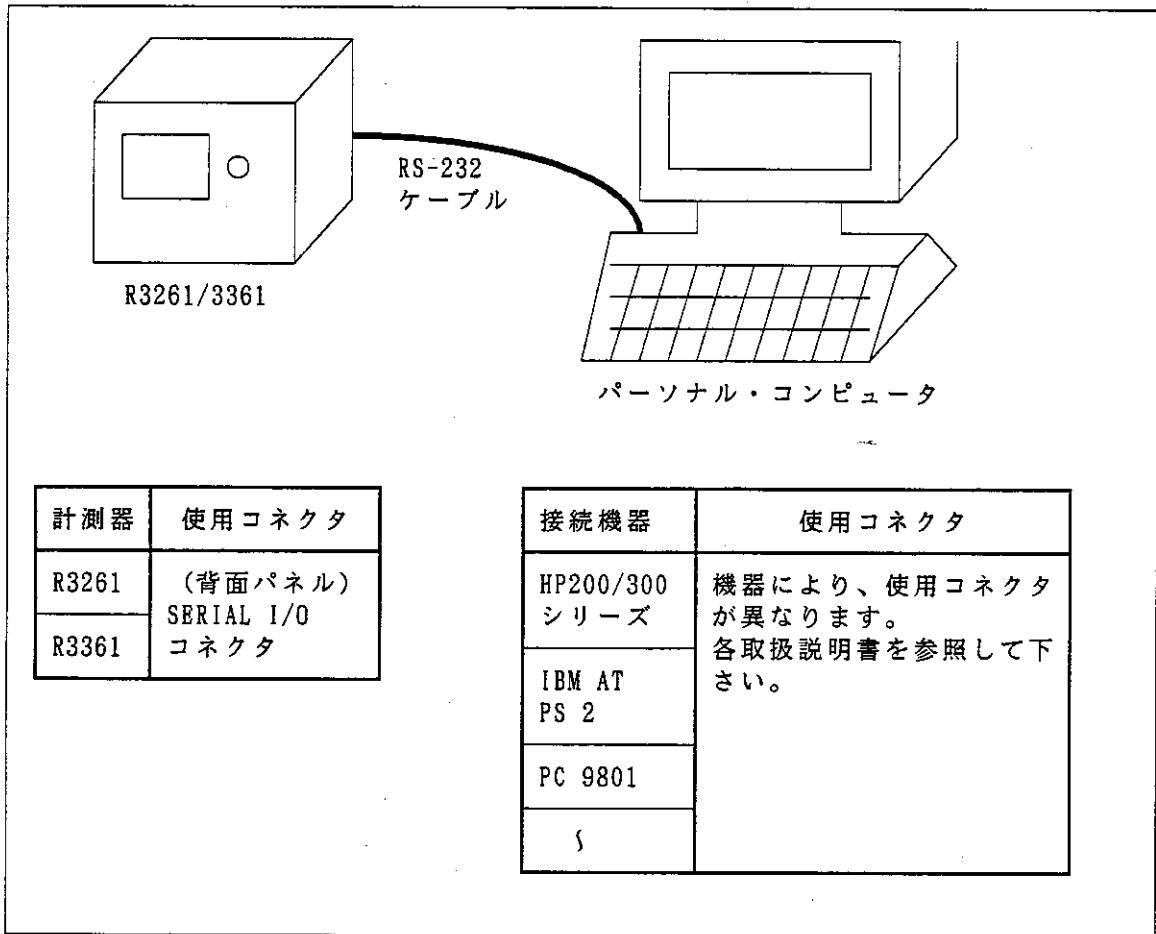 RS-232
ケーブル
R3261/3361
パーソナル・コンピュータ
計測器
使用コネクタ
R3261
R3361
(背面パネル)
SERIAL I/O
コネクタ
接続機器
使用コネクタ
HP200/300
シリーズ
IBM AT
PS 2
PC 9801
〜
機器により、使用コネクタ
が異なります。
各取扱説明書を参照して下
さい。